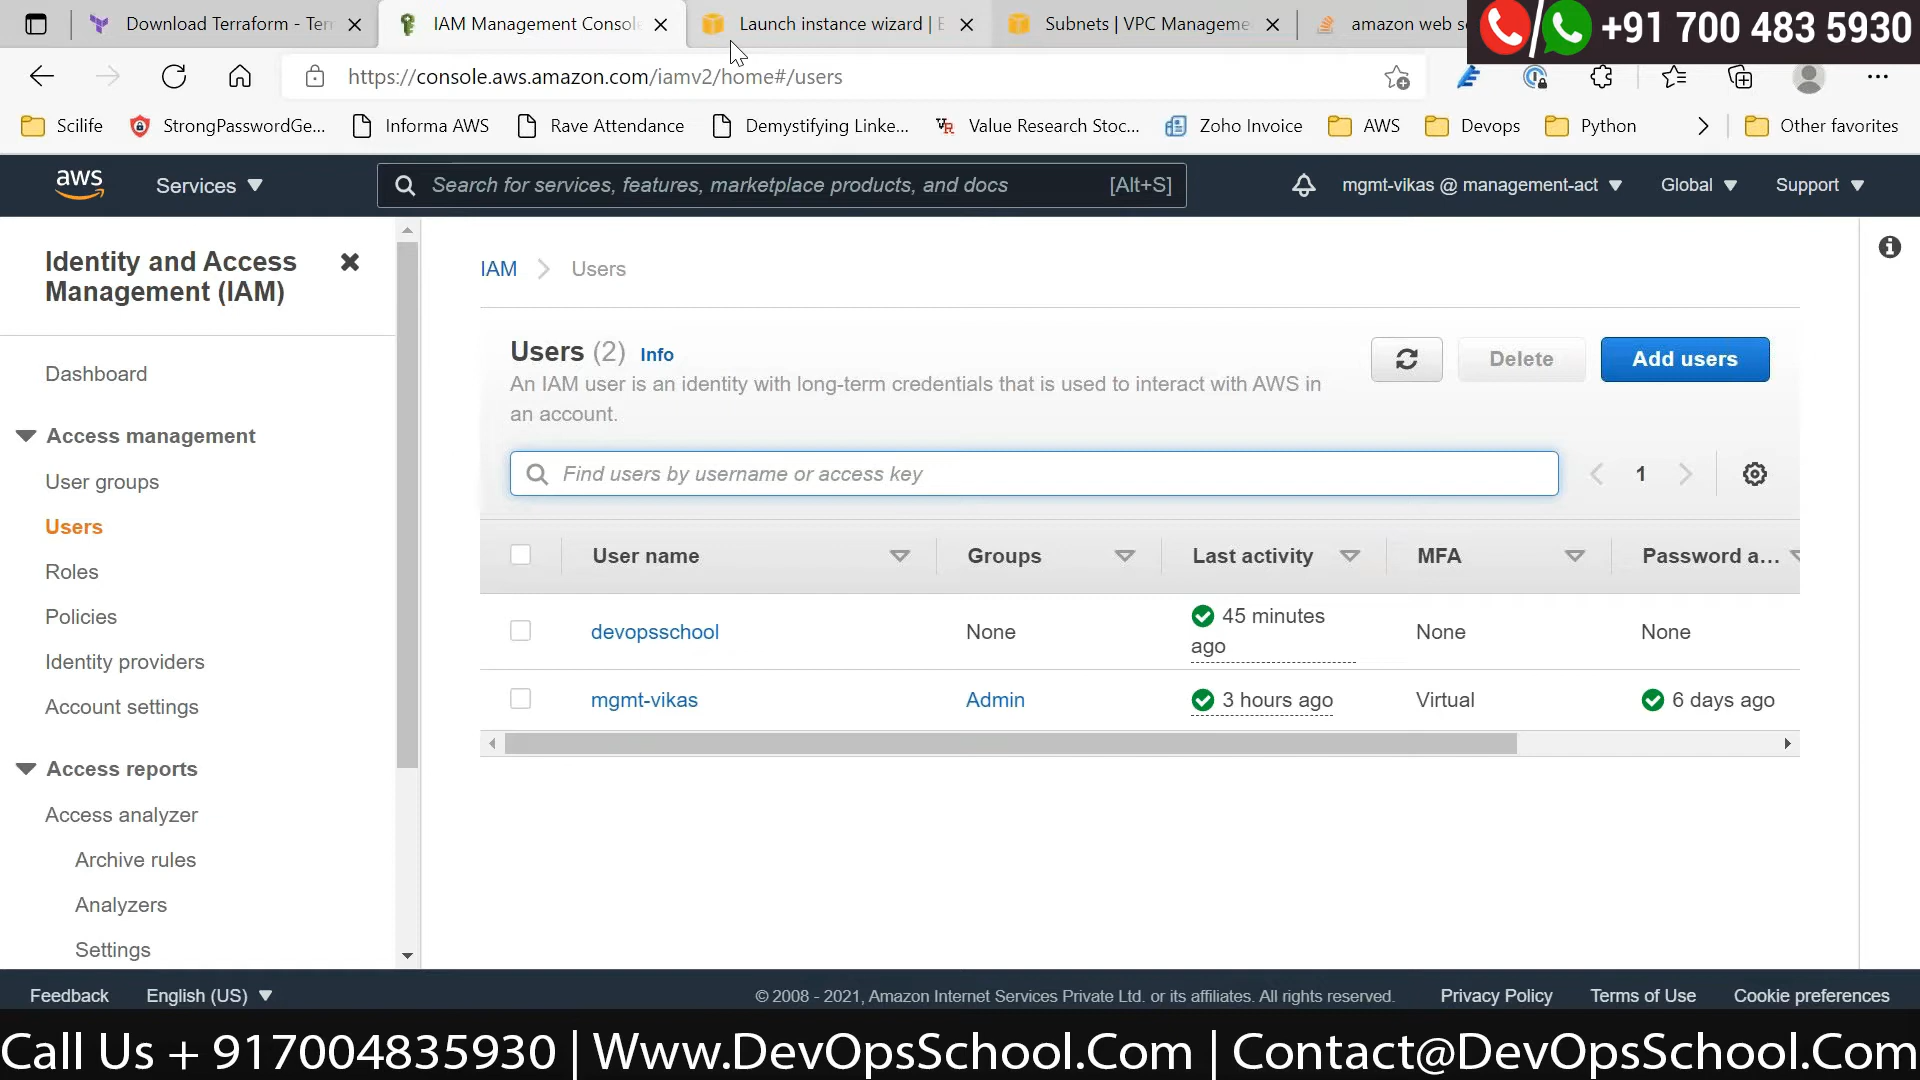 Download Terraform - Ter
IAM Management Consol
Launch instance wizard | E
Subnets | VPC Manageme
amazon web se
+91 700 483 5930
https://console.aws.amazon.com/iamv2/home#/users
Scilife
StrongPasswordGe...
Informa AWS
Rave Attendance
Demystifying Linke...
Value Research Stoc...
Zoho Invoice
AWS
Devops
Python
Other favorites
aws
Services
Search for services, features, marketplace products, and docs
[Alt+S]
mgmt-vikas @ management-act
Global
Support
Identity and Access
Management (IAM)
Dashboard
Access management
User groups
Users
Roles
Policies
Identity providers
Account settings
Access reports
Access analyzer
Archive rules
Analyzers
Settings
IAM > Users
Users (2) Info
An IAM user is an identity with long-term credentials that is used to interact with AWS in
an account.
Delete
Add users
Find users by username or access key
1
User name Groups Last activity MFA Password a...
devopsschool None 45 minutes ago None None
mgmt-vikas Admin 3 hours ago Virtual 6 days ago
Feedback
English (US)
© 2008 - 2021, Amazon Internet Services Private Ltd. or its affiliates. All rights reserved.
Privacy Policy
Terms of Use
Cookie preferences
Call Us + 917004835930 | Www.DevOpsSchool.Com | Contact@DevOpsSchool.Com